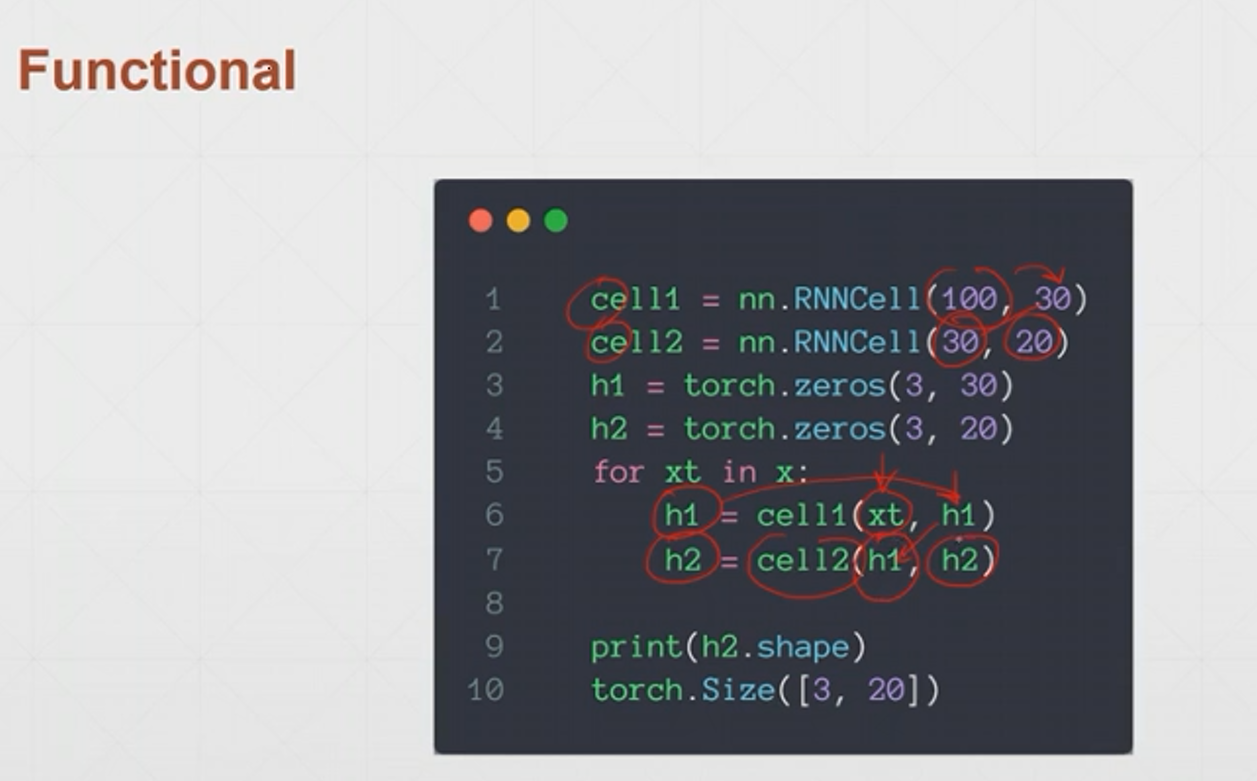 Functional
1 cell1 = nn.RNNCell(100, 30)
2 cell2 = nn.RNNCell(30, 20)
3 h1 = torch.zeros(3, 30)
4 h2 = torch.zeros(3, 20)
5 for xt in x:
6 h1 = cell1(xt, h1)
7 h2 = cell2(h1, h2)
8
9 print(h2.shape)
10 torch.Size([3, 20])